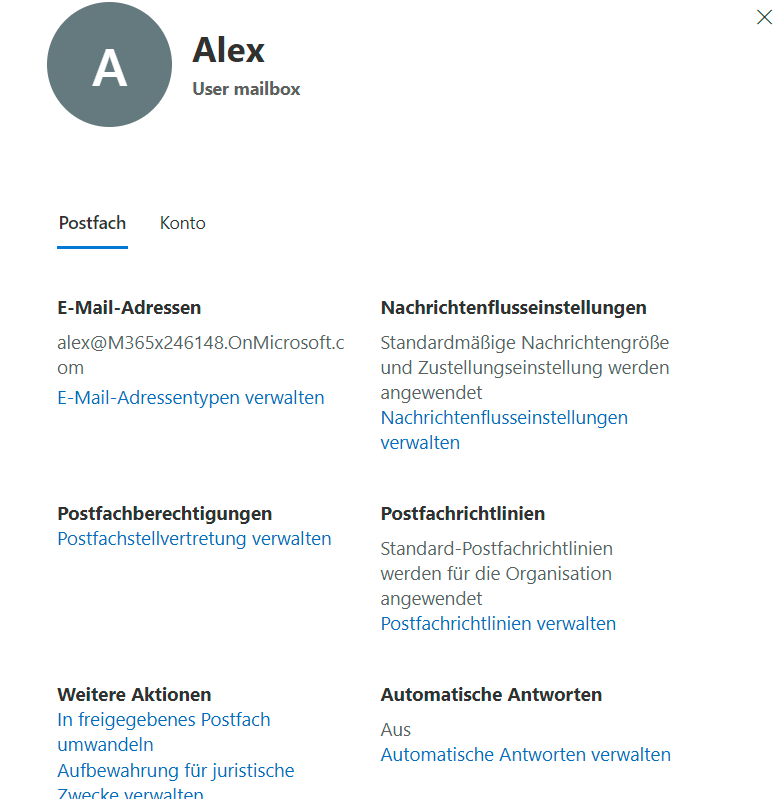 A
Alex
User mailbox
Postfach
Konto
E-Mail-Adressen
alex@M365x246148.OnMicrosoft.c
om
E-Mail-Adressentypen verwalten
Nachrichtenflusseinstellungen
Standardmäßige Nachrichtengröße
und Zustellungseinstellung werden
angewendet
Nachrichtenflusseinstellungen
verwalten
Postfachberechtigungen
Postfachstellvertretung verwalten
Postfachrichtlinien
Standard-Postfachrichtlinien
werden für die Organisation
angewendet
Postfachrichtlinien verwalten
Weitere Aktionen
In freigegebenes Postfach
umwandeln
Aufbewahrung für juristische
Zwecke verwalten
Automatische Antworten
Aus
Automatische Antworten verwalten